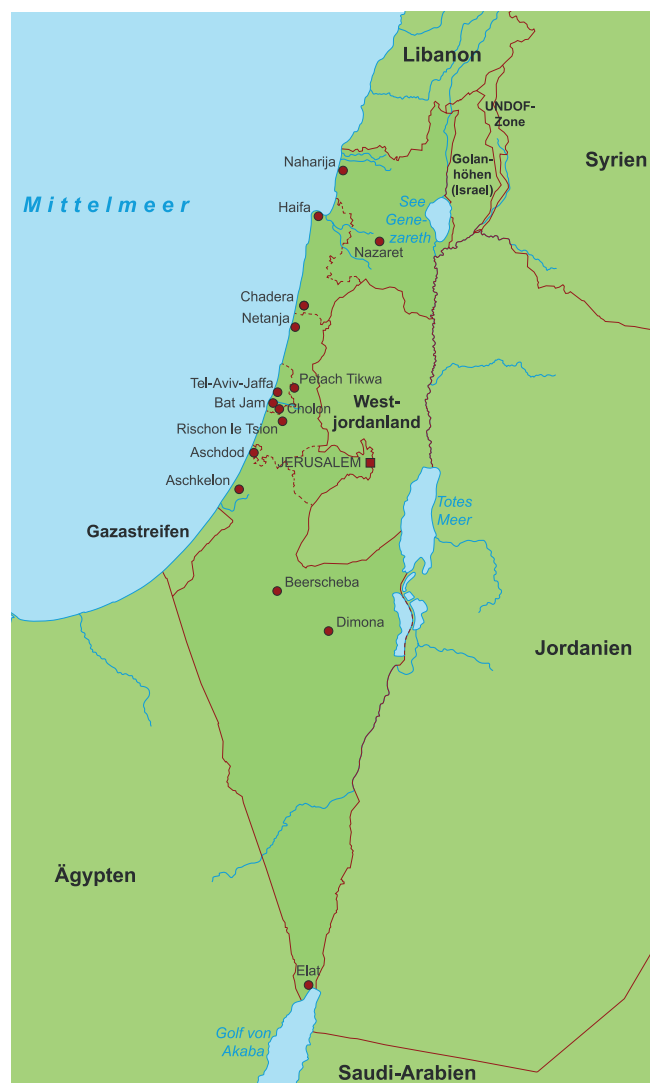 Libanon
UNDOF-
Zone
Syrien
Golan-
höhen
(Israel)
Naharija
Mittelmeer
Haifa
See
Gene-
zareth
Nazaret
Chadera
Netanja
Tel-Aviv-Jaffa
Petach Tikwa
Bat Jam
Cholon
West-
jordanland
Rischon le Tsion
Aschdod
JERUSALEM
Aschkelon
Totes
Meer
Gazastreifen
Beerscheba
Dimona
Jordanien
Ägypten
Elat
Golf von
Akaba
Saudi-Arabien